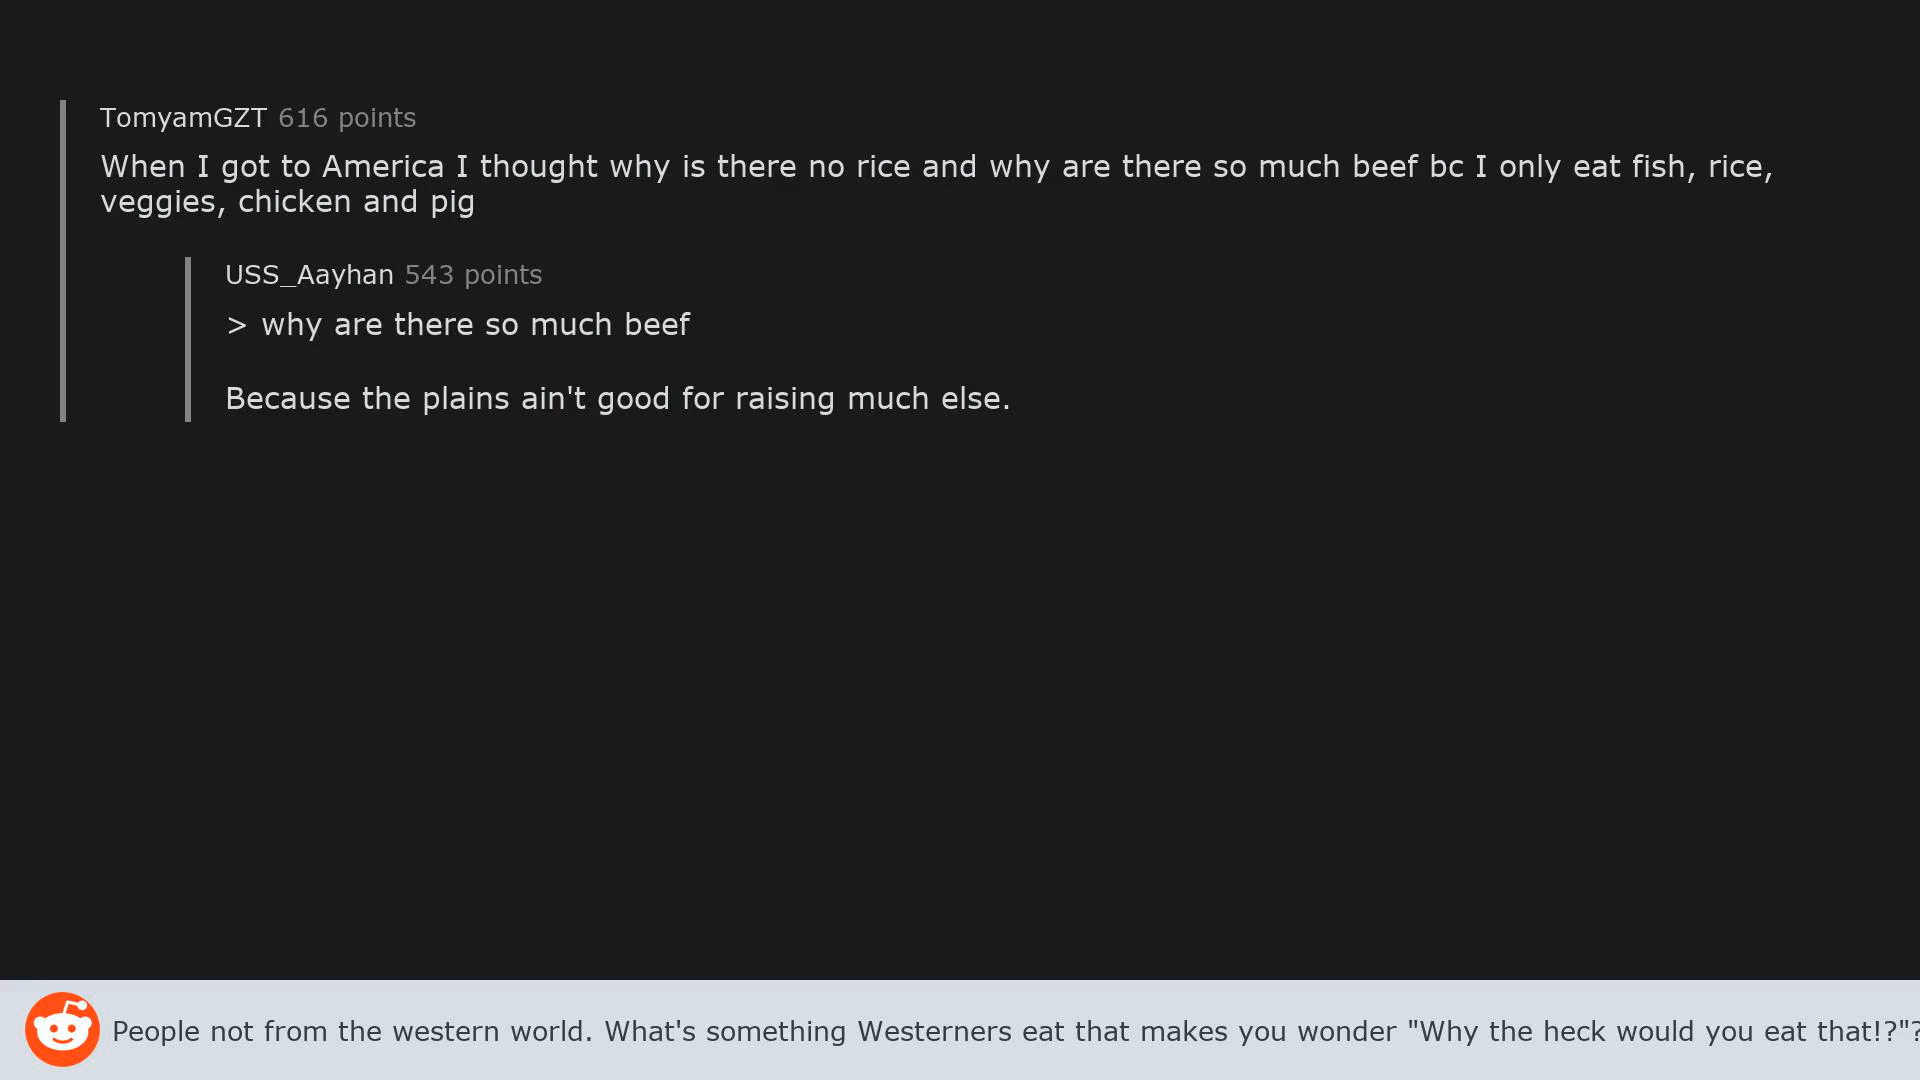 TomyamGZT 616 points
When I got to America I thought why is there no rice and why are there so much beef bc I only eat fish, rice,
veggies, chicken and pig
USS_Aayhan 543 points
> why are there so much beef
Because the plains ain't good for raising much else.
People not from the western world. What's something Westerners eat that makes you wonder "Why the heck would you eat that!?"?